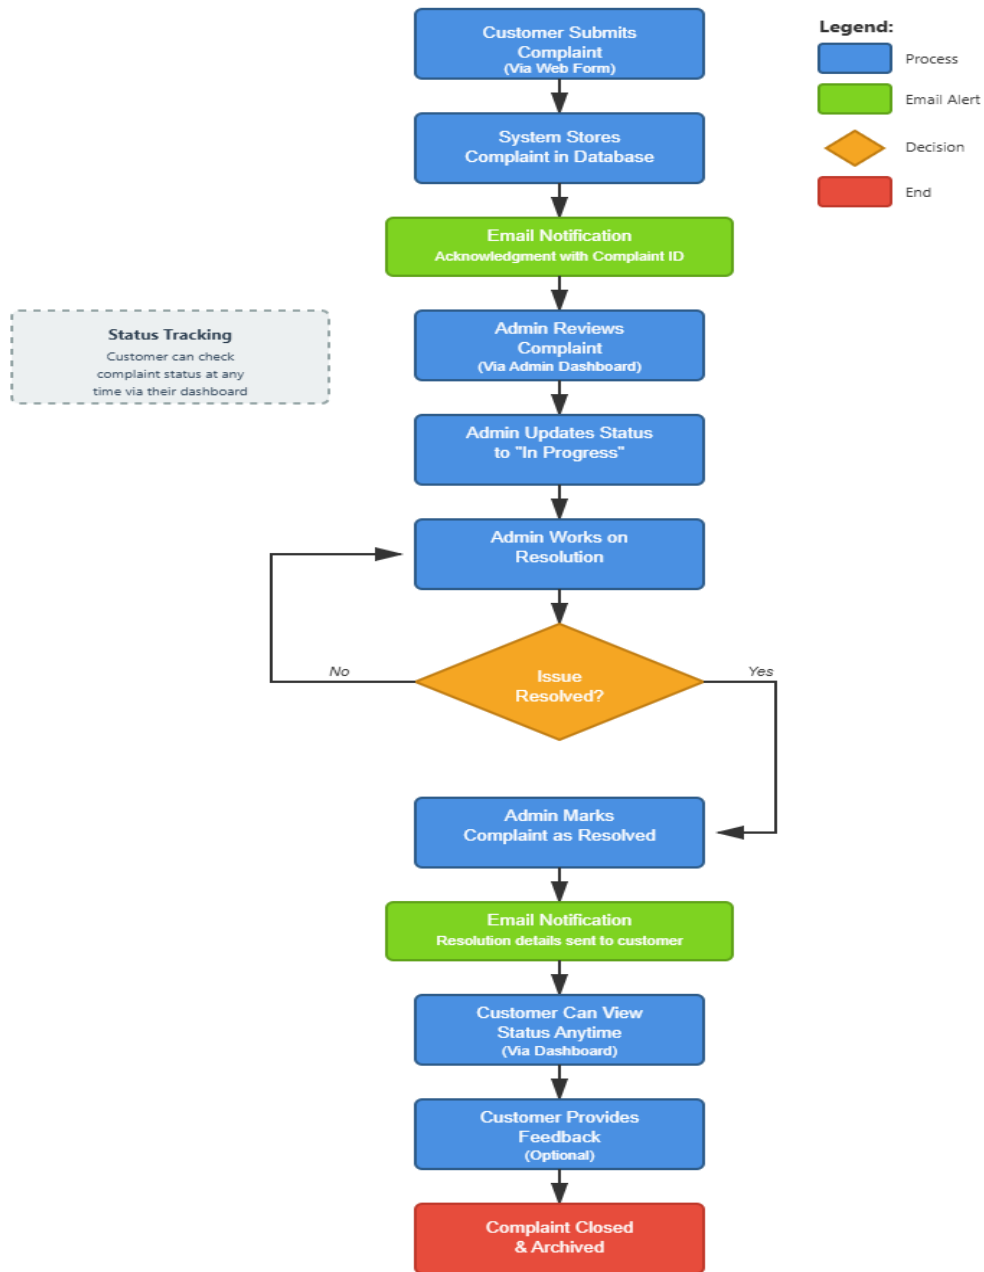 Customer Submits
Complaint
(Via Web Form)
Legend:
Process
Email Alert
Decision
End
System Stores
Complaint in Database
Email Notification
Acknowledgment with Complaint ID
Status Tracking
Customer can check
complaint status at any
time via their dashboard
Admin Reviews
Complaint
(Via Admin Dashboard)
Admin Updates Status
to "In Progress"
Admin Works on
Resolution
Issue
Resolved?
No
Yes
Admin Marks
Complaint as Resolved
Email Notification
Resolution details sent to customer
Customer Can View
Status Anytime
(Via Dashboard)
Customer Provides
Feedback
(Optional)
Complaint Closed
& Archived